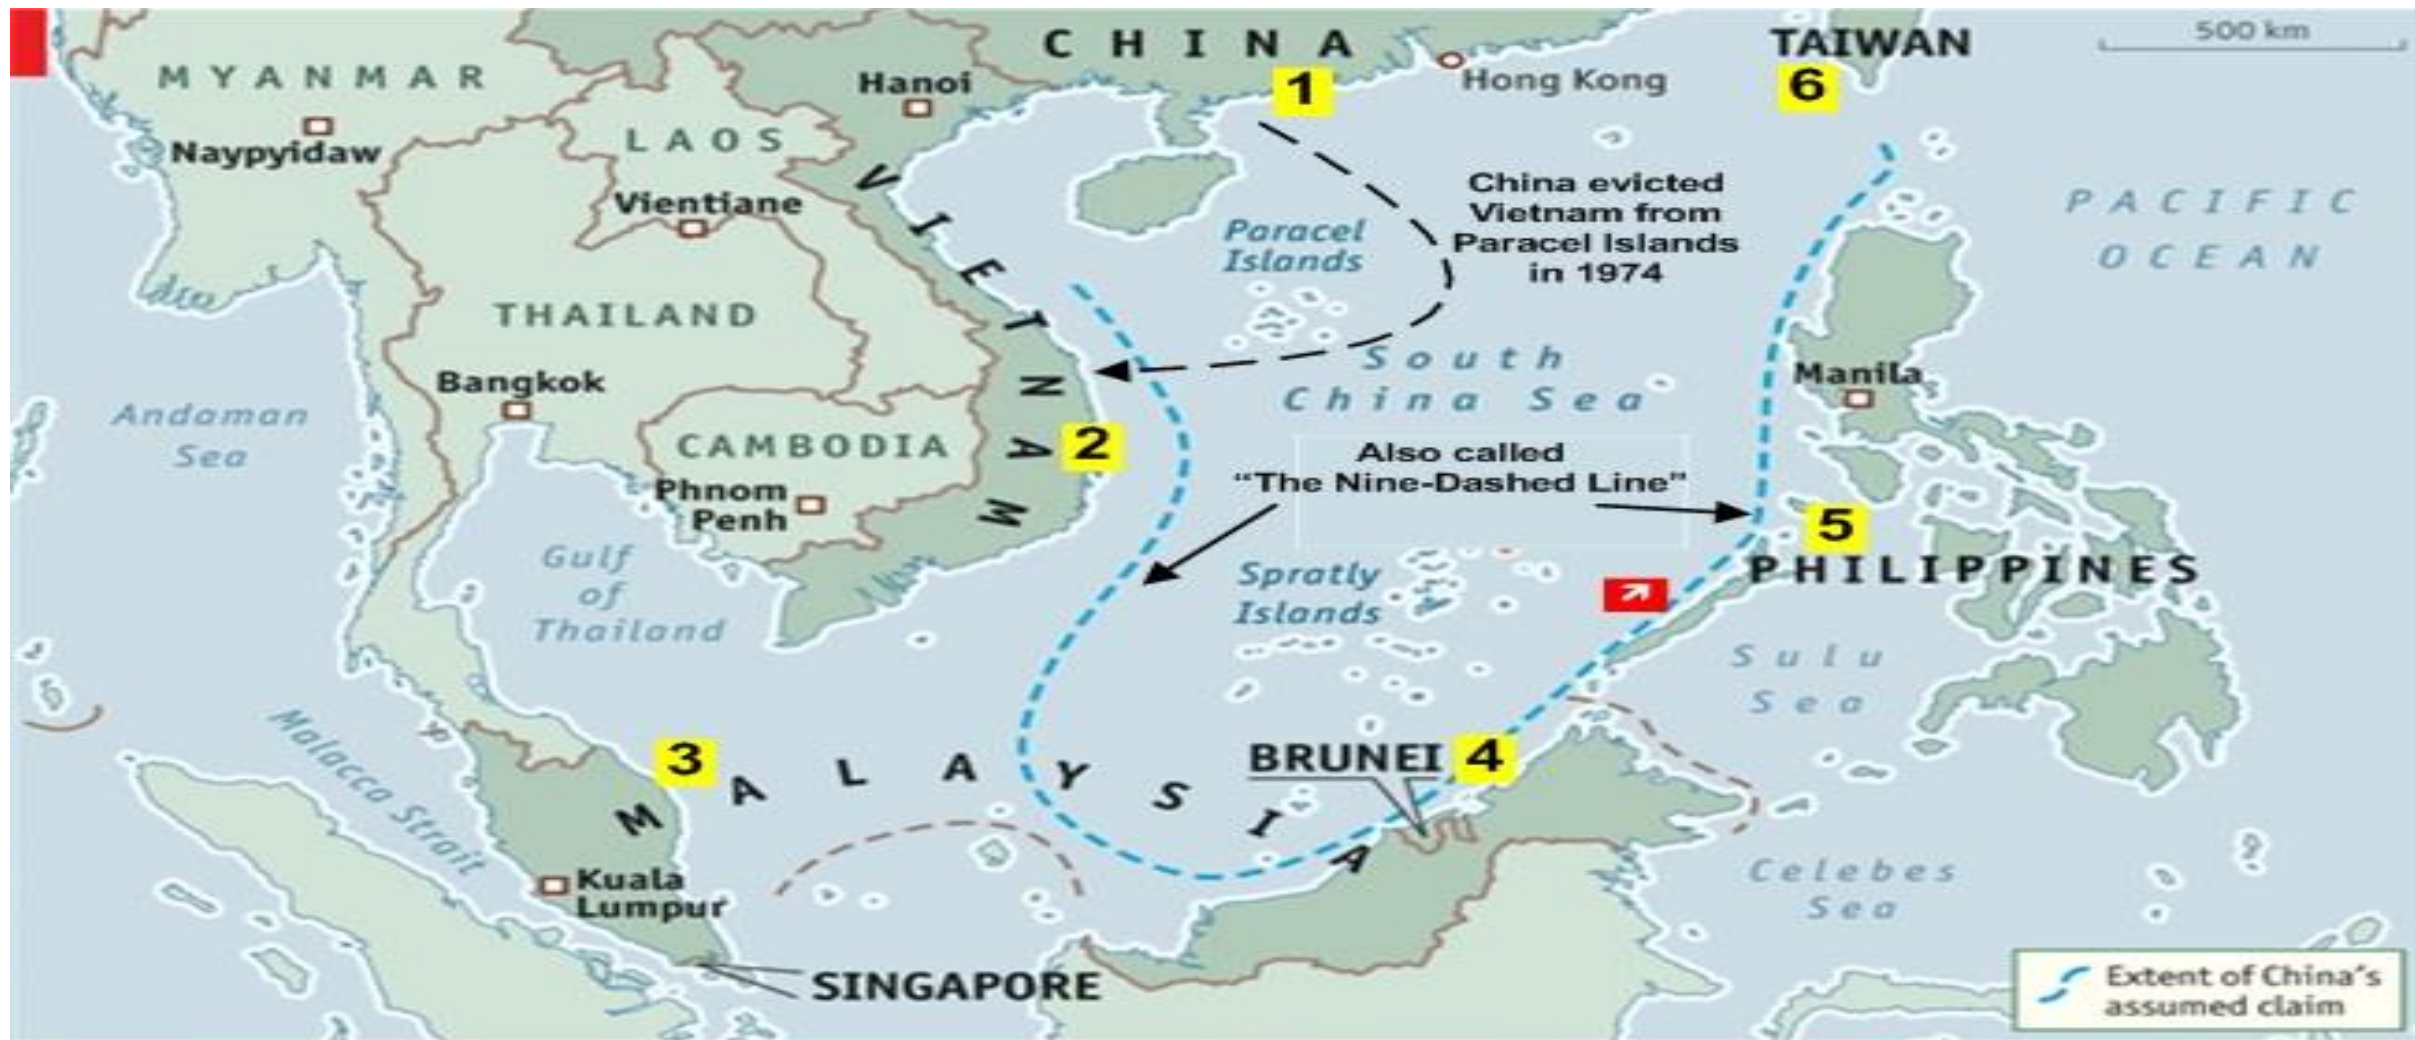 CHINA
TAIWAN
500 km
MYANMAR
Hanoi
1
Hong Kong
6
Naypyidaw
LAOS
Vientiane
VIETNAM
China evicted
Vietnam from
Paracel Islands
in 1974
PACIFIC
OCEAN
Paracel
Islands
THAILAND
Bangkok
South
China Sea
Manila
Andaman
Sea
CAMBODIA
2
Also called
“The Nine-Dashed Line”
Phnom
Penh
5
PHILIPPINES
Gulf
of
Thailand
Spratly
Islands
Sulu
Sea
Malacca Strait
3
MALAYSIA
BRUNEI
4
Kuala
Lumpur
Celebes
Sea
SINGAPORE
Extent of China's
assumed claim